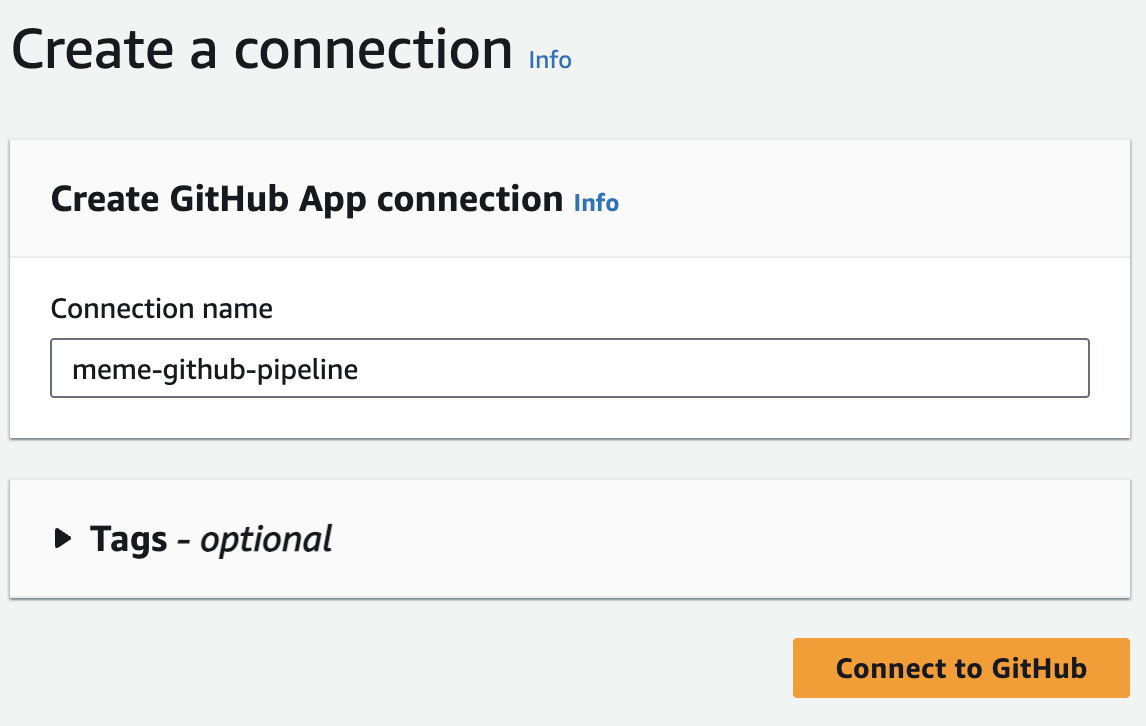 Create a connection Info
Create GitHub App connection Info
Connection name
meme-github-pipeline
Tags - optional
Connect to GitHub